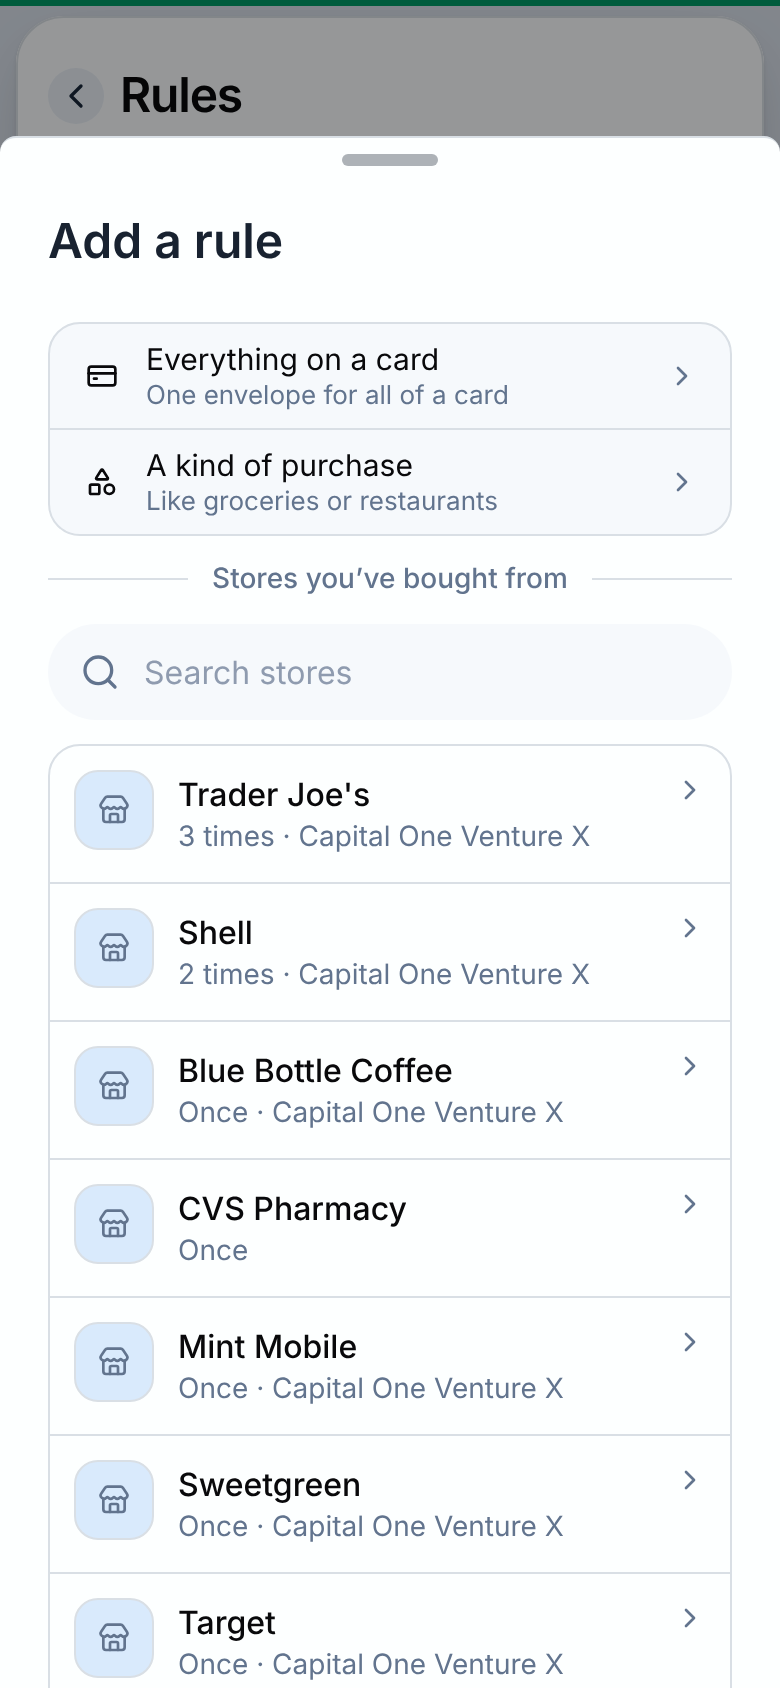 Rules
Add a rule
Everything on a card
One envelope for all of a card
A kind of purchase
Like groceries or restaurants
Stores you’ve bought from
Search stores
Trader Joe's
3 times · Capital One Venture X
Shell
2 times · Capital One Venture X
Blue Bottle Coffee
Once · Capital One Venture X
CVS Pharmacy
Once
Mint Mobile
Once · Capital One Venture X
Sweetgreen
Once · Capital One Venture X
Target
Once · Capital One Venture X